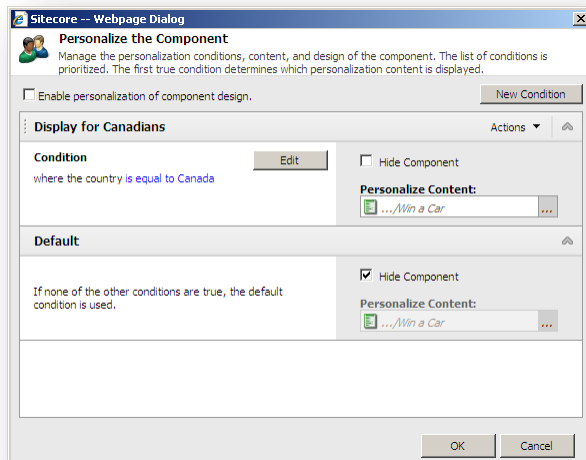 Sitecore -- Webpage Dialog
Personalize the Component
Manage the personalization conditions, content, and design of the component. The list of conditions is
prioritized. The first true condition determines which personalization content is displayed.
Enable personalization of component design.
New Condition
Display for Canadians
Actions
Condition
Edit
where the country is equal to Canada
Hide Component
Personalize Content:
.../Win a Car
...
Default
If none of the other conditions are true, the default
condition is used.
Hide Component
Personalize Content:
.../Win a Car
...
OK
Cancel